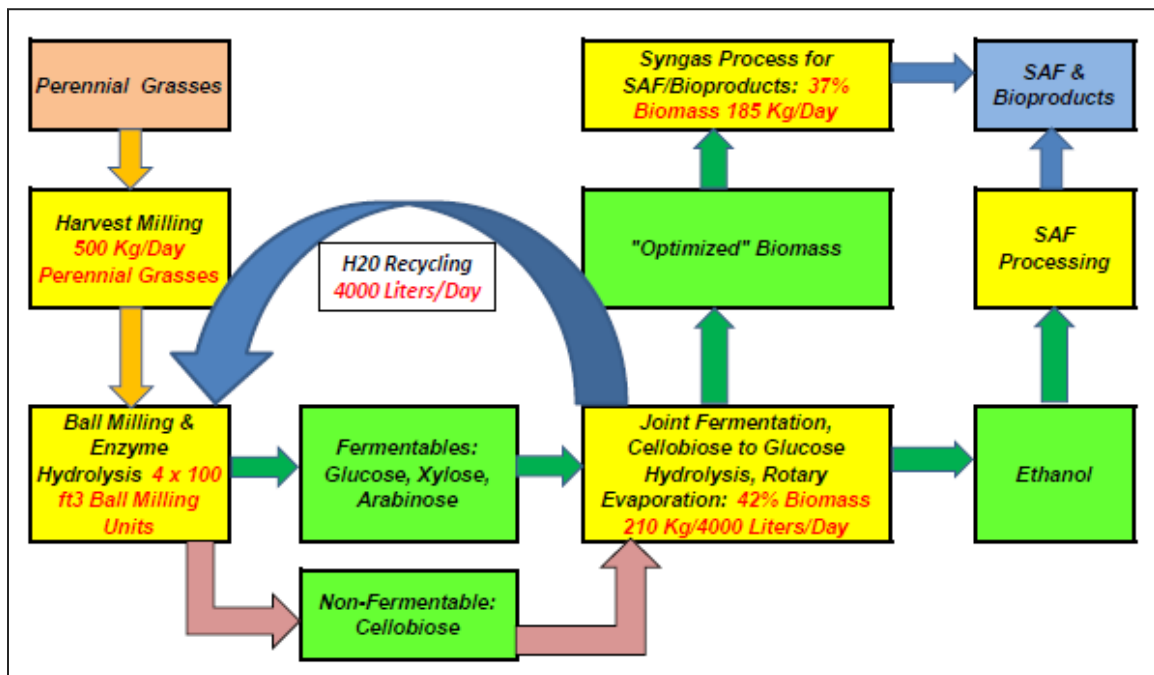 Perennial Grasses
Syngas Process for
SAF/Bioproducts: 37%
Biomass 185 Kg/Day
SAF &
Bioproducts
Harvest Milling
500 Kg/Day
Perennial Grasses
H20 Recycling
4000 Liters/Day
"Optimized" Biomass
SAF
Processing
Ball Milling &
Enzyme
Hydrolysis 4 x 100
ft3 Ball Milling
Units
Fermentables:
Glucose, Xylose,
Arabinose
Joint Fermentation,
Cellobiose to Glucose
Hydrolysis, Rotary
Evaporation: 42% Biomass
210 Kg/4000 Liters/Day
Ethanol
Non-Fermentable:
Cellobiose